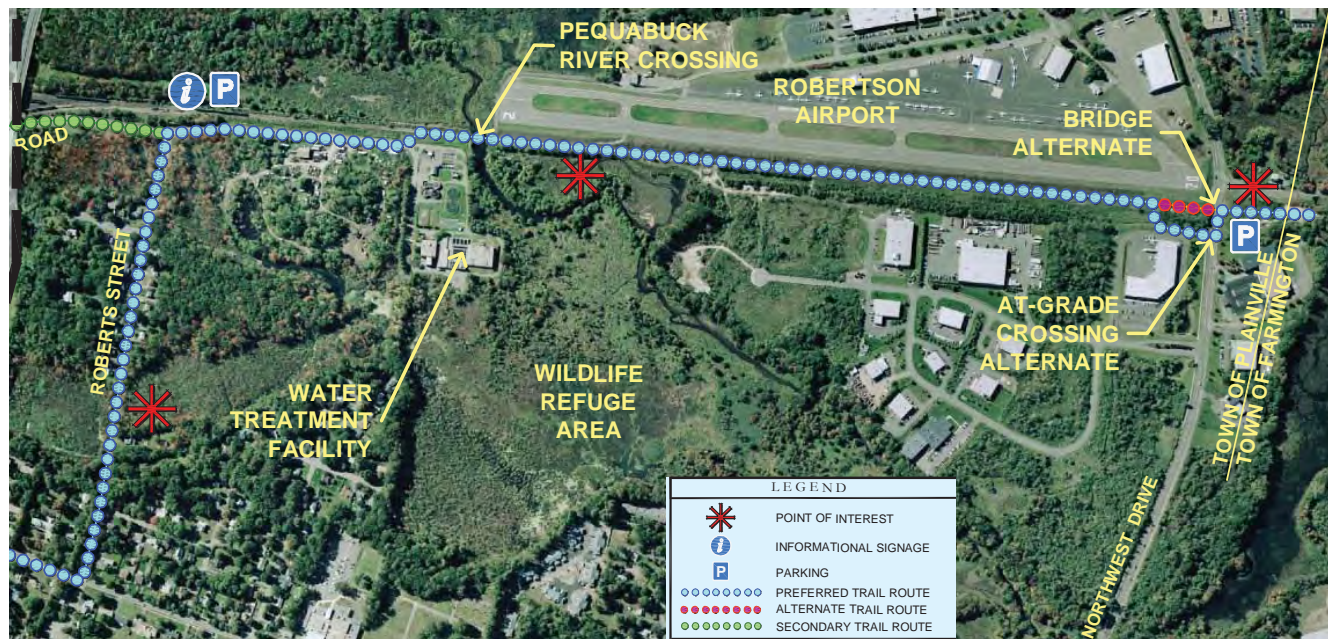 PEQUABUCK
RIVER CROSSING
ROBERTSON
AIRPORT
BRIDGE
ALTERNATE
P
ROAD
2
20
P
ROBERTS STREET
AT-GRADE
CROSSING
ALTERNATE
TOWN OF PLAINVILLE
TOWN OF FARMINGTON
WATER
TREATMENT
FACILITY
WILDLIFE
REFUGE
AREA
NORTHWEST DRIVE
LEGEND
POINT OF INTEREST
i INFORMATIONAL SIGNAGE
P PARKING
PREFERRED TRAIL ROUTE
ALTERNATE TRAIL ROUTE
SECONDARY TRAIL ROUTE